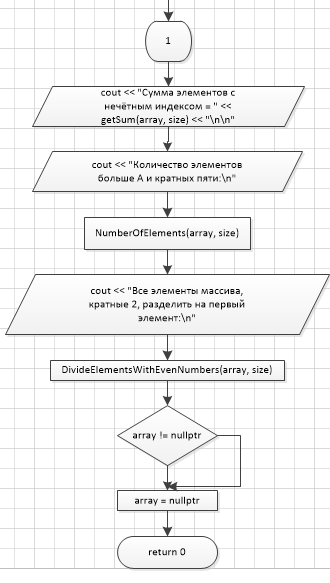 1
cout << "Сумма элементов с
нечётным индексом = " <<
getSum(array, size) << "\n\n"
cout << "Количество элементов
больше А и кратных пяти:\n"
NumberOfElements(array, size)
cout << "Все элементы массива,
кратные 2, разделить на первый
элемент:\n"
DivideElementsWithEvenNumbers(array, size)
array != nullptr
array = nullptr
return 0